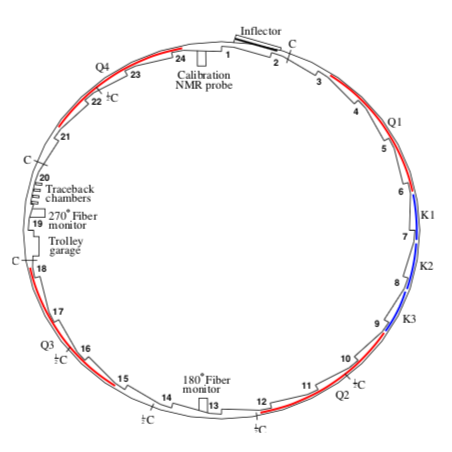 Inflector
C
1
2
3
24
Calibration
NMR probe
Q4
23
½C
22
4
Q1
21
5
C
20
6
Traceback
chambers
K1
270° Fiber
monitor
19
7
Trolley
garage
C
K2
18
8
17
K3
9
Q3
½C
16
10
½C
15
180° Fiber
monitor
11
Q2
14
13
12
½C
½C